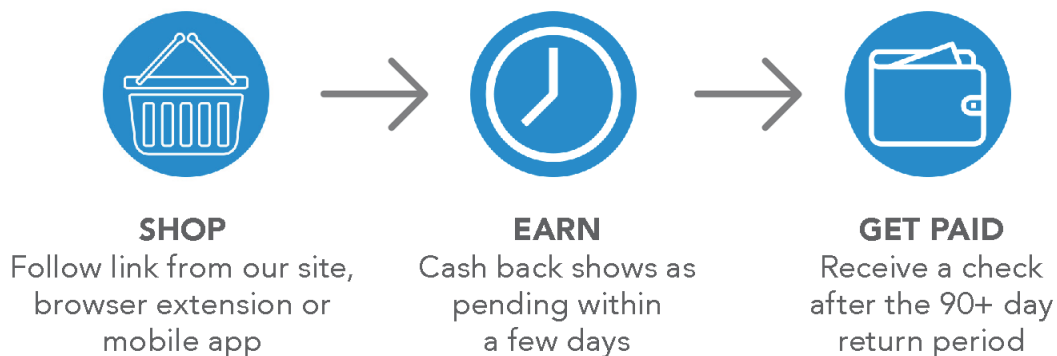 SHOP
Follow link from our site,
browser extension or
mobile app
EARN
Cash back shows as
pending within
a few days
GET PAID
Receive a check
after the 90+ day
return period